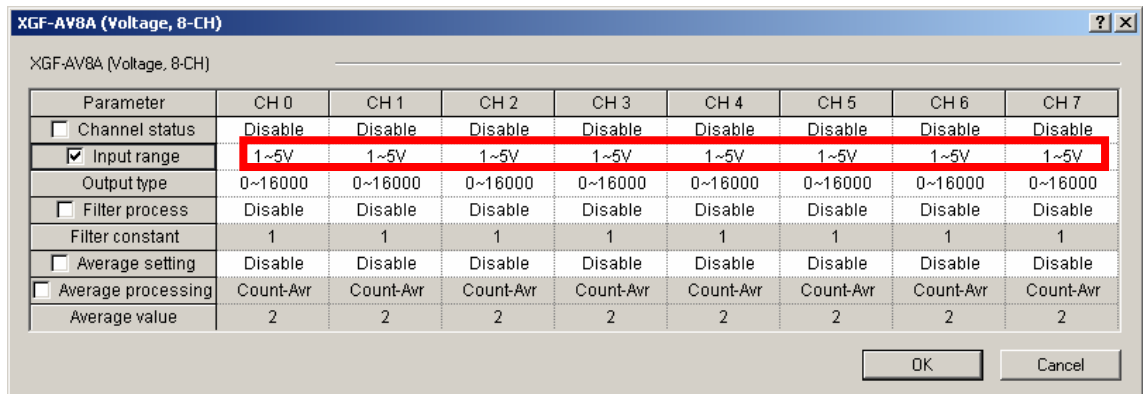 XGF-AV8A (Voltage, 8-CH)
XGF-AV8A (Voltage, 8-CH)
Parameter CH 0 CH 1 CH 2 CH 3 CH 4 CH 5 CH 6 CH 7
Channel status Disable Disable Disable Disable Disable Disable Disable Disable
Input range 1~5V 1~5V 1~5V 1~5V 1~5V 1~5V 1~5V 1~5V
Output type 0~16000 0~16000 0~16000 0~16000 0~16000 0~16000 0~16000 0~16000
Filter process Disable Disable Disable Disable Disable Disable Disable Disable
Filter constant 1 1 1 1 1 1 1 1
Average setting Disable Disable Disable Disable Disable Disable Disable Disable
Average processing Count-Avr Count-Avr Count-Avr Count-Avr Count-Avr Count-Avr Count-Avr Count-Avr
Average value 2 2 2 2 2 2 2 2
OK Cancel